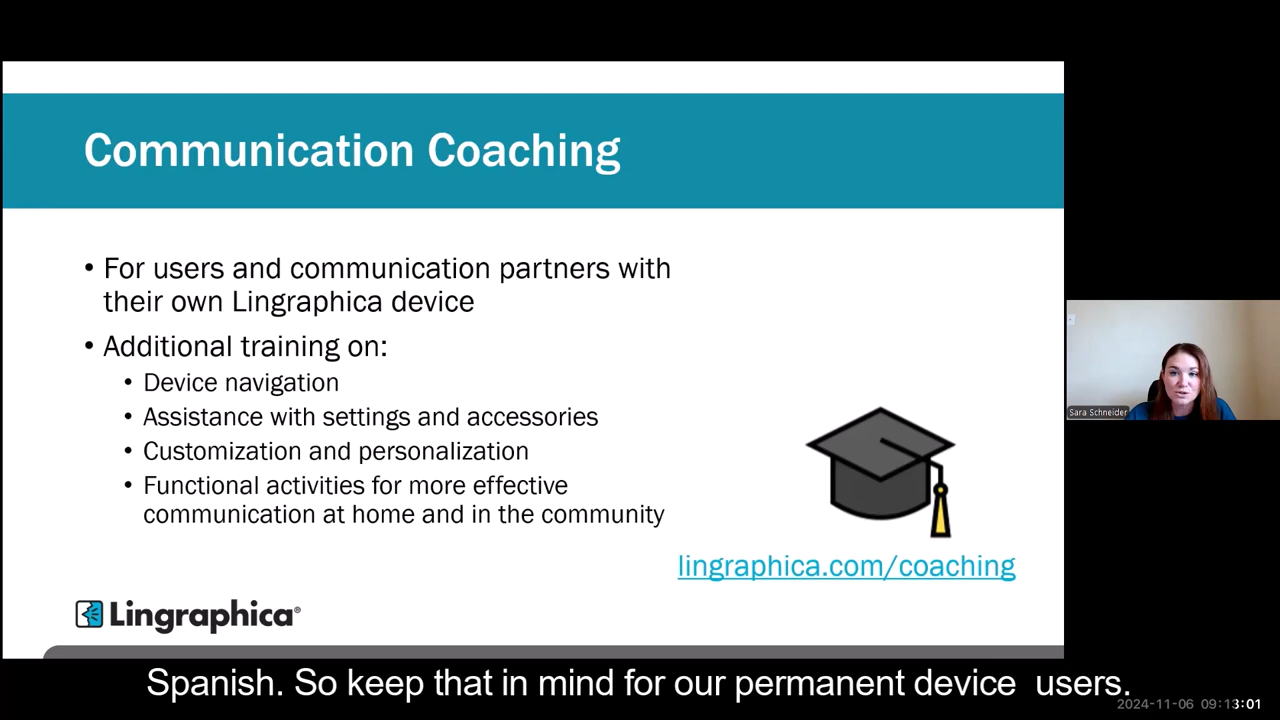 Communication Coaching
• For users and communication partners with
their own Lingraphica device
• Additional training on:
• Device navigation
• Assistance with settings and accessories
• Customization and personalization
• Functional activities for more effective
communication at home and in the community
lingraphica.com/coaching
Lingraphica®
Sara Schneider
Spanish. So keep that in mind for our permanent device users.
2024-11-06